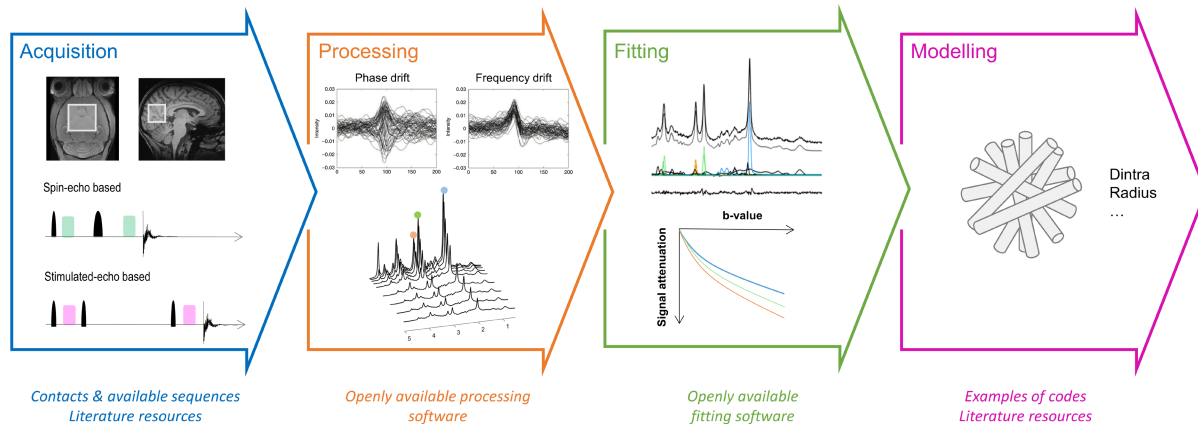 Acquisition
Spin-echo based
Stimulated-echo based
Contacts & available sequences
Literature resources
Processing
Phase drift
Frequency drift
Intensity
0.03
0.02
0.01
0
-0.01
-0.02
-0.03
0
50
100
150
200
Intensity
0.03
0.02
0.01
0
-0.01
-0.02
-0.03
0
50
100
150
200
5
4
3
2
1
Openly available processing
software
Fitting
b-value
Signal attenuation
Openly available
fitting software
Modelling
Dintra
Radius
...
Examples of codes
Literature resources